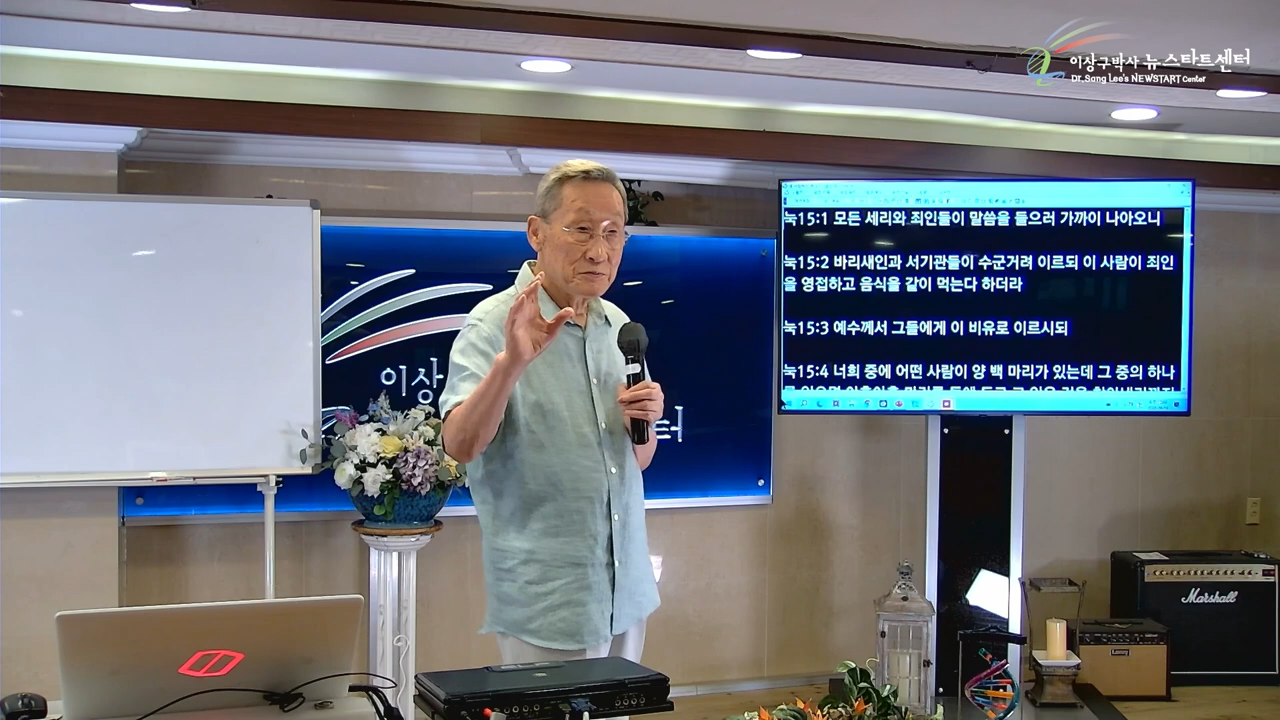 이상구박사 뉴스타트센터
Dr. Sang Lee's NEWSTART Center
눅15:1 모든 세리와 죄인들이 말씀을 들으러 가까이 나아오니
눅15:2 바리새인과 서기관들이 수군거려 이르되 이 사람이 죄인
을 영접하고 음식을 같이 먹는다 하더라
눅15:3 예수께서 그들에게 이 비유로 이르시되
눅15:4 너희 중에 어떤 사람이 양 백 마리가 있는데 그 중의 하나
이상
터
Marshall
Laney